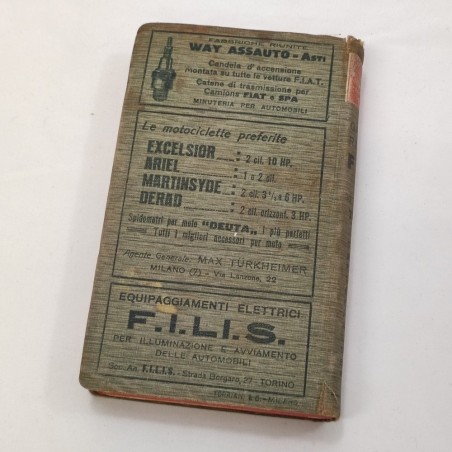 FABBRICHE RIUNITE
WAY ASSAUTO - ASTI
Candela d'accensione
montata su tutte le vetture F.I.A.T.
Catene di trasmissione per
Camions FIAT e SPA
MINUTERIA PER AUTOMOBILI
Le motociclette preferite
EXCELSIOR : 2 cil. 10 HP.
ARIEL : 1 e 2 cil.
MARTINSYDE : 2 cil. 3 1/2 a 6 HP.
DERAD : 2 cil. orizzont. 3 HP.
Spidometri per moto "DEUTA" i più perfetti
Tutti i migliori accessori per moto
Agente Generale: MAX TÜRKHEIMER
MILANO (7) - Via Lanzone, 22
EQUIPAGGIAMENTI ELETTRICI
F.I.L.I.S.
PER ILLUMINAZIONE E AVVIAMENTO
DELLE AUTOMOBILI
Soc. An. F.I.L.I.S. - Strada Borgaro, 37 - TORINO